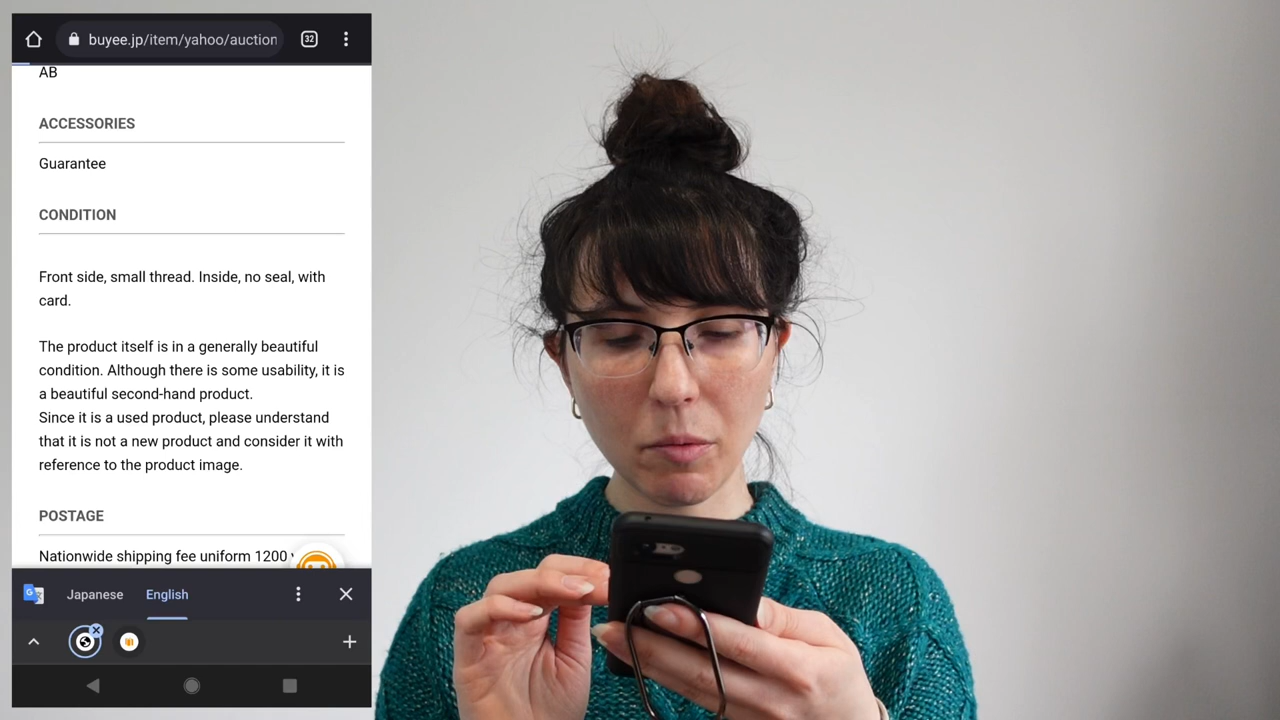 buyee.jp/item/yahoo/auction
32
AB
ACCESSORIES
Guarantee
CONDITION
Front side, small thread. Inside, no seal, with
card.
The product itself is in a generally beautiful
condition. Although there is some usability, it is
a beautiful second-hand product.
Since it is a used product, please understand
that it is not a new product and consider it with
reference to the product image.
POSTAGE
Nationwide shipping fee uniform 1200
Japanese English